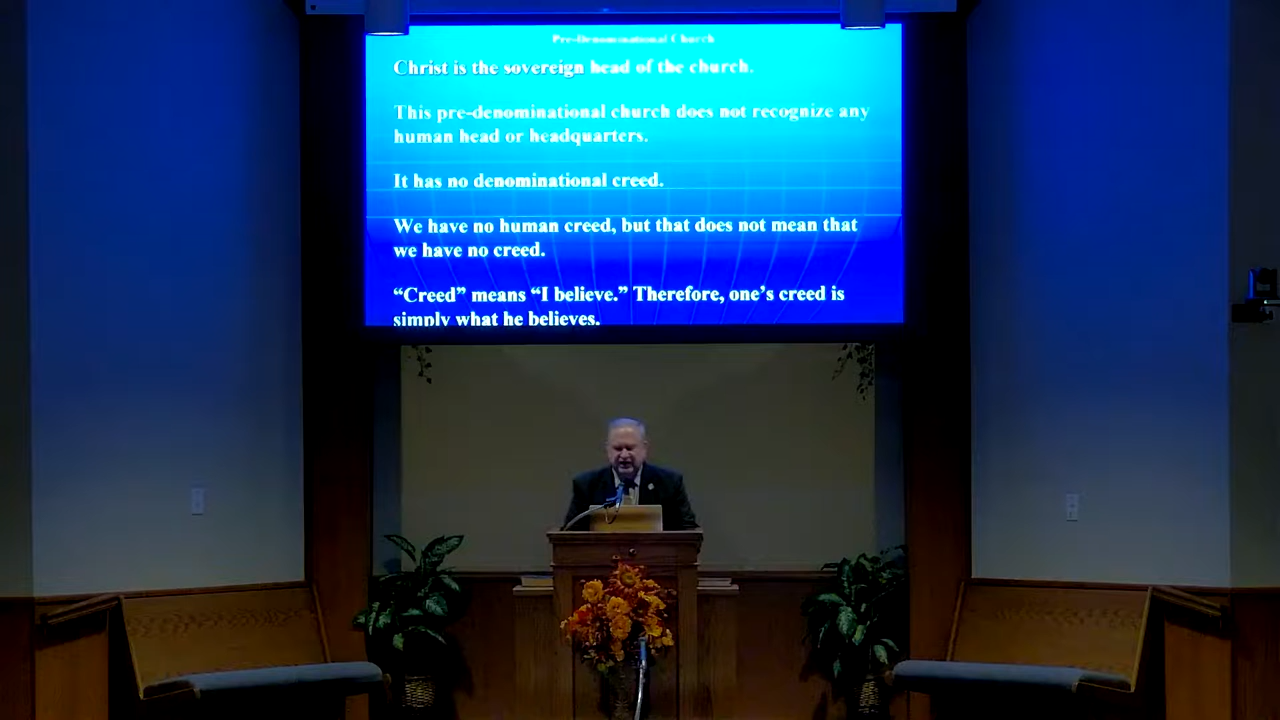 Pre-Denominational Church
Christ is the sovereign head of the church.
This pre-denominational church does not recognize any
human head or headquarters.
It has no denominational creed.
We have no human creed, but that does not mean that
we have no creed.
“Creed” means “I believe.” Therefore, one’s creed is
simply what he believes.